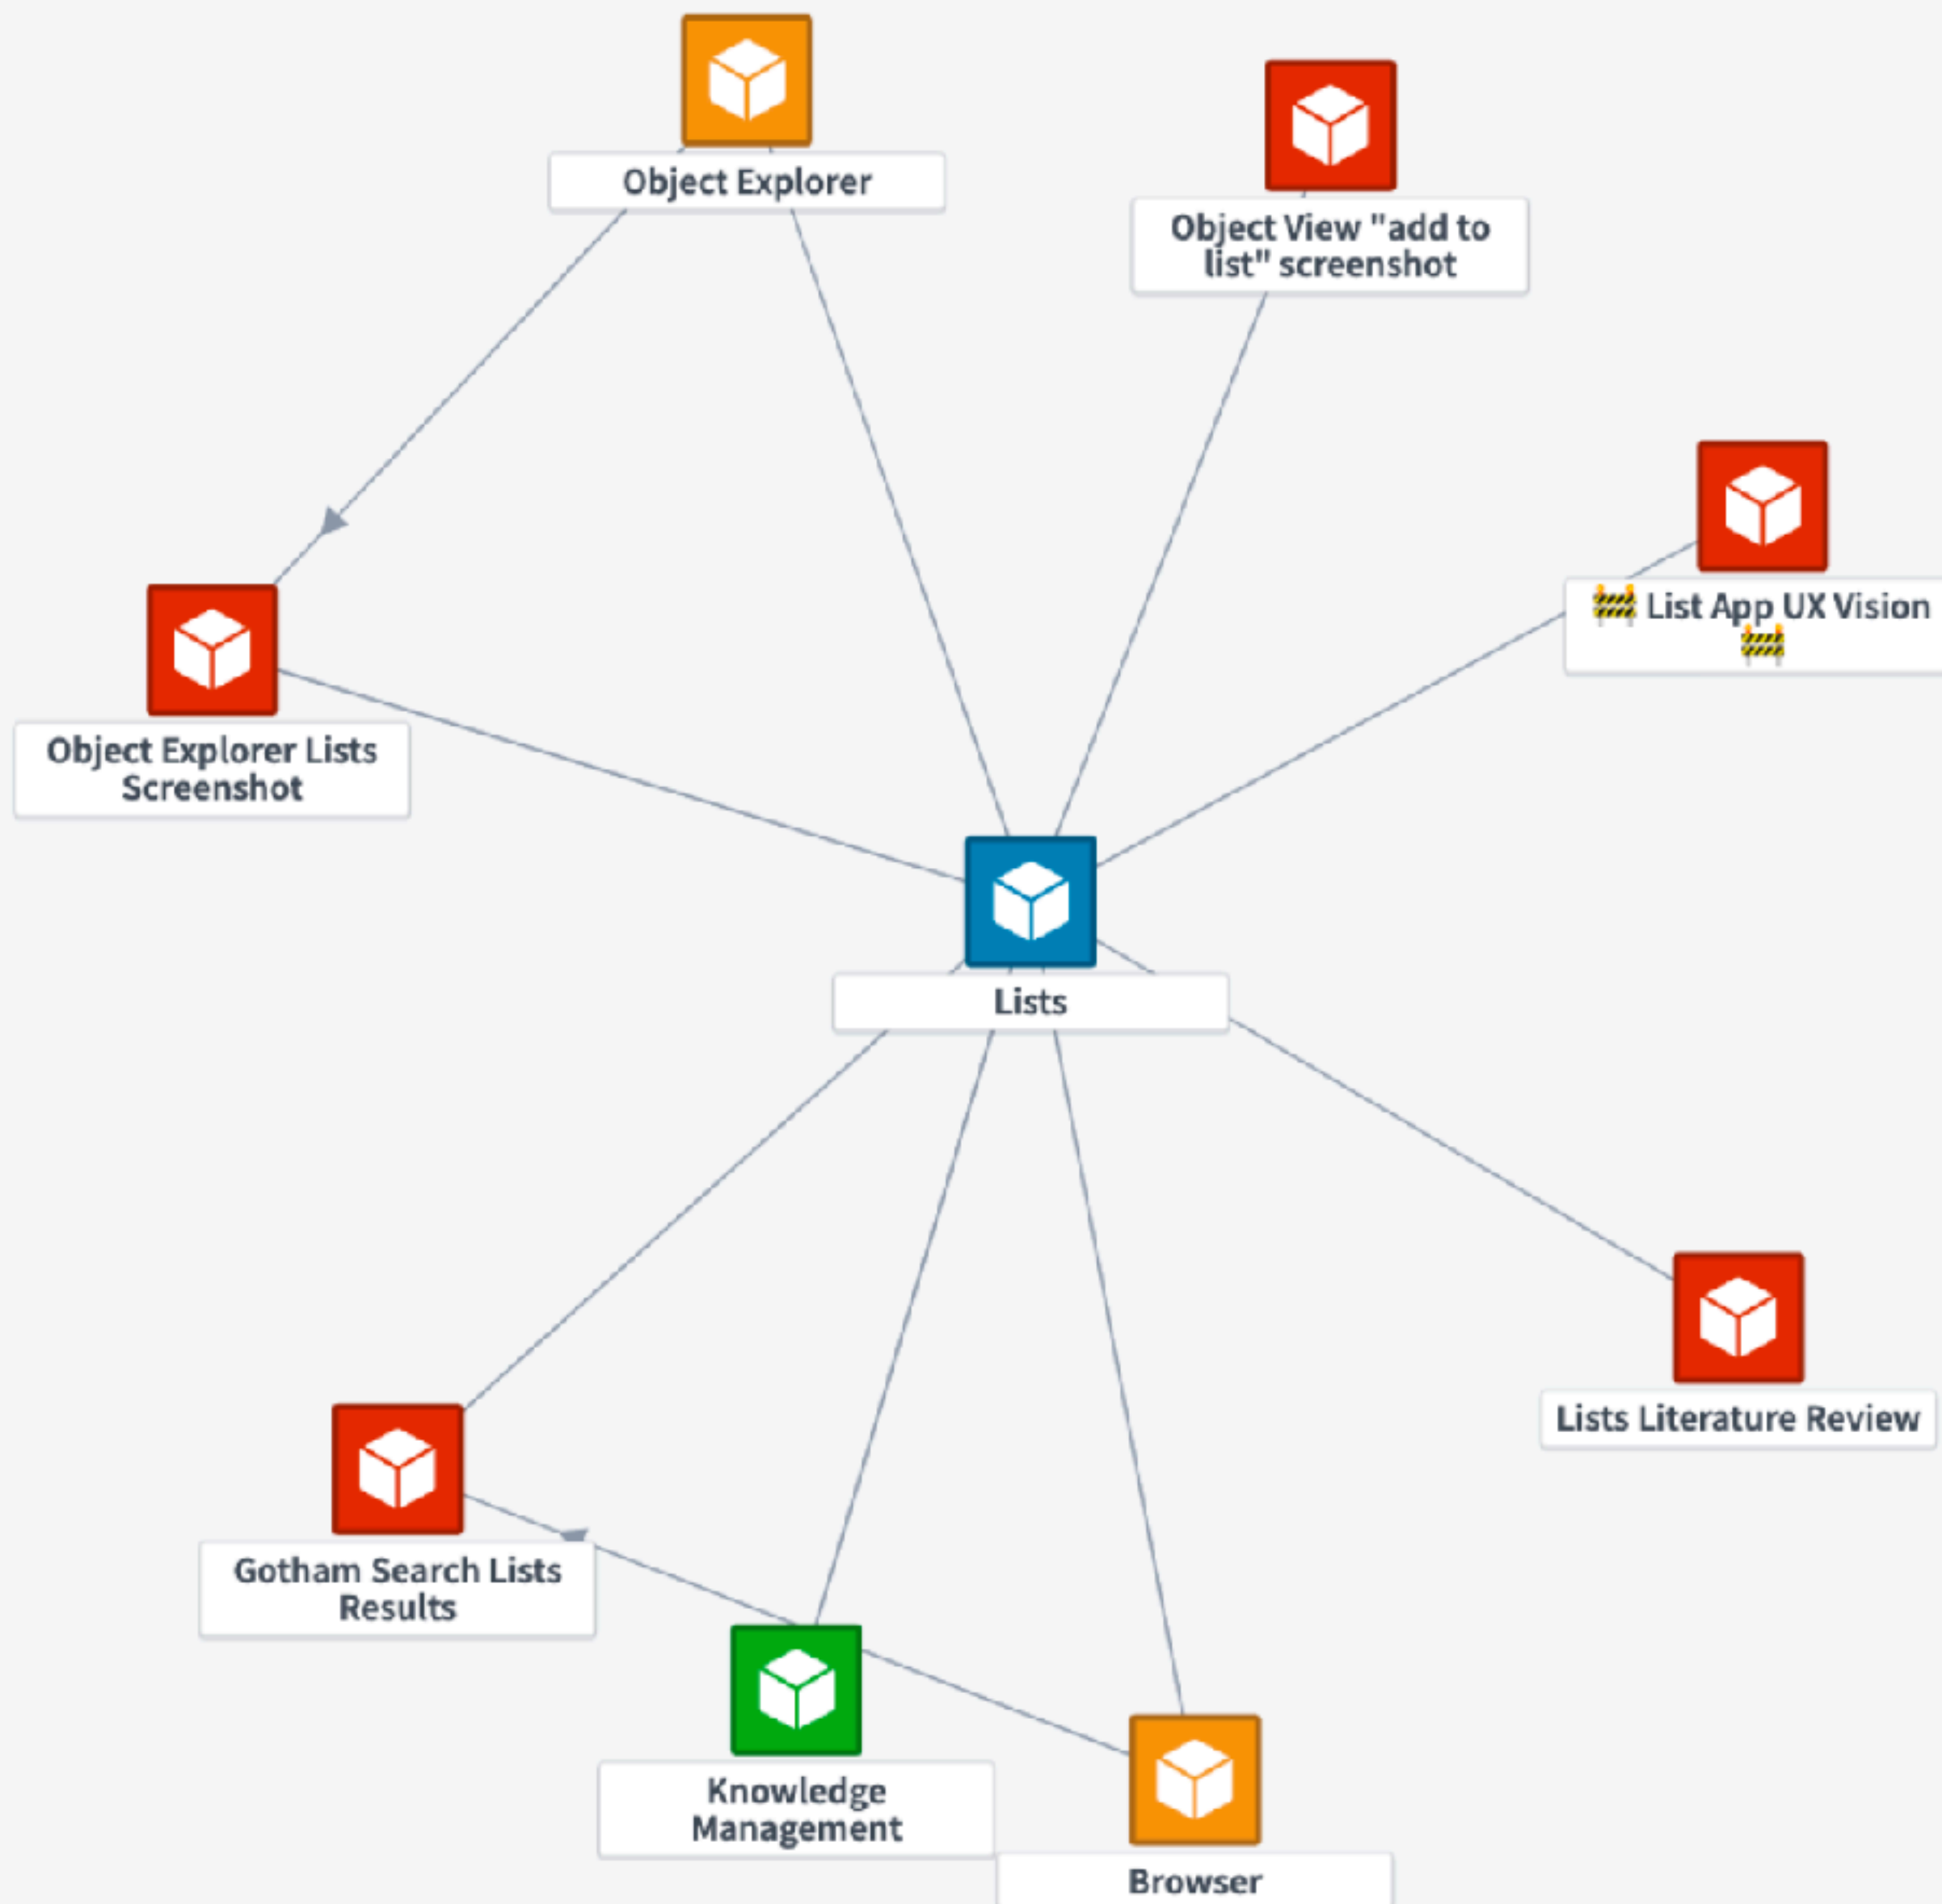 Object Explorer
Object View "add to
list" screenshot
🚧 List App UX Vision
🚧
Object Explorer Lists
Screenshot
Lists
Lists Literature Review
Gotham Search Lists
Results
Knowledge
Management
Browser